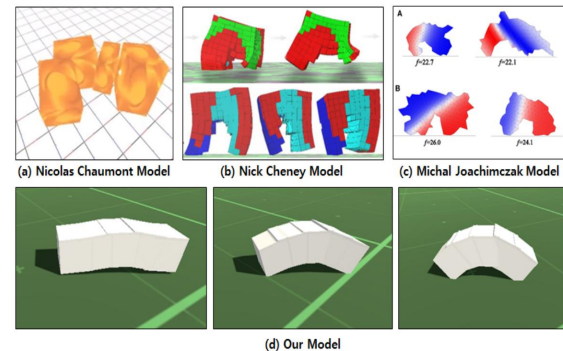 A
f=22.7
f=22.1
B
f=26.0
f=24.1
(a) Nicolas Chaumont Model
(b) Nick Cheney Model
(c) Michal Joachimczak Model
(d) Our Model